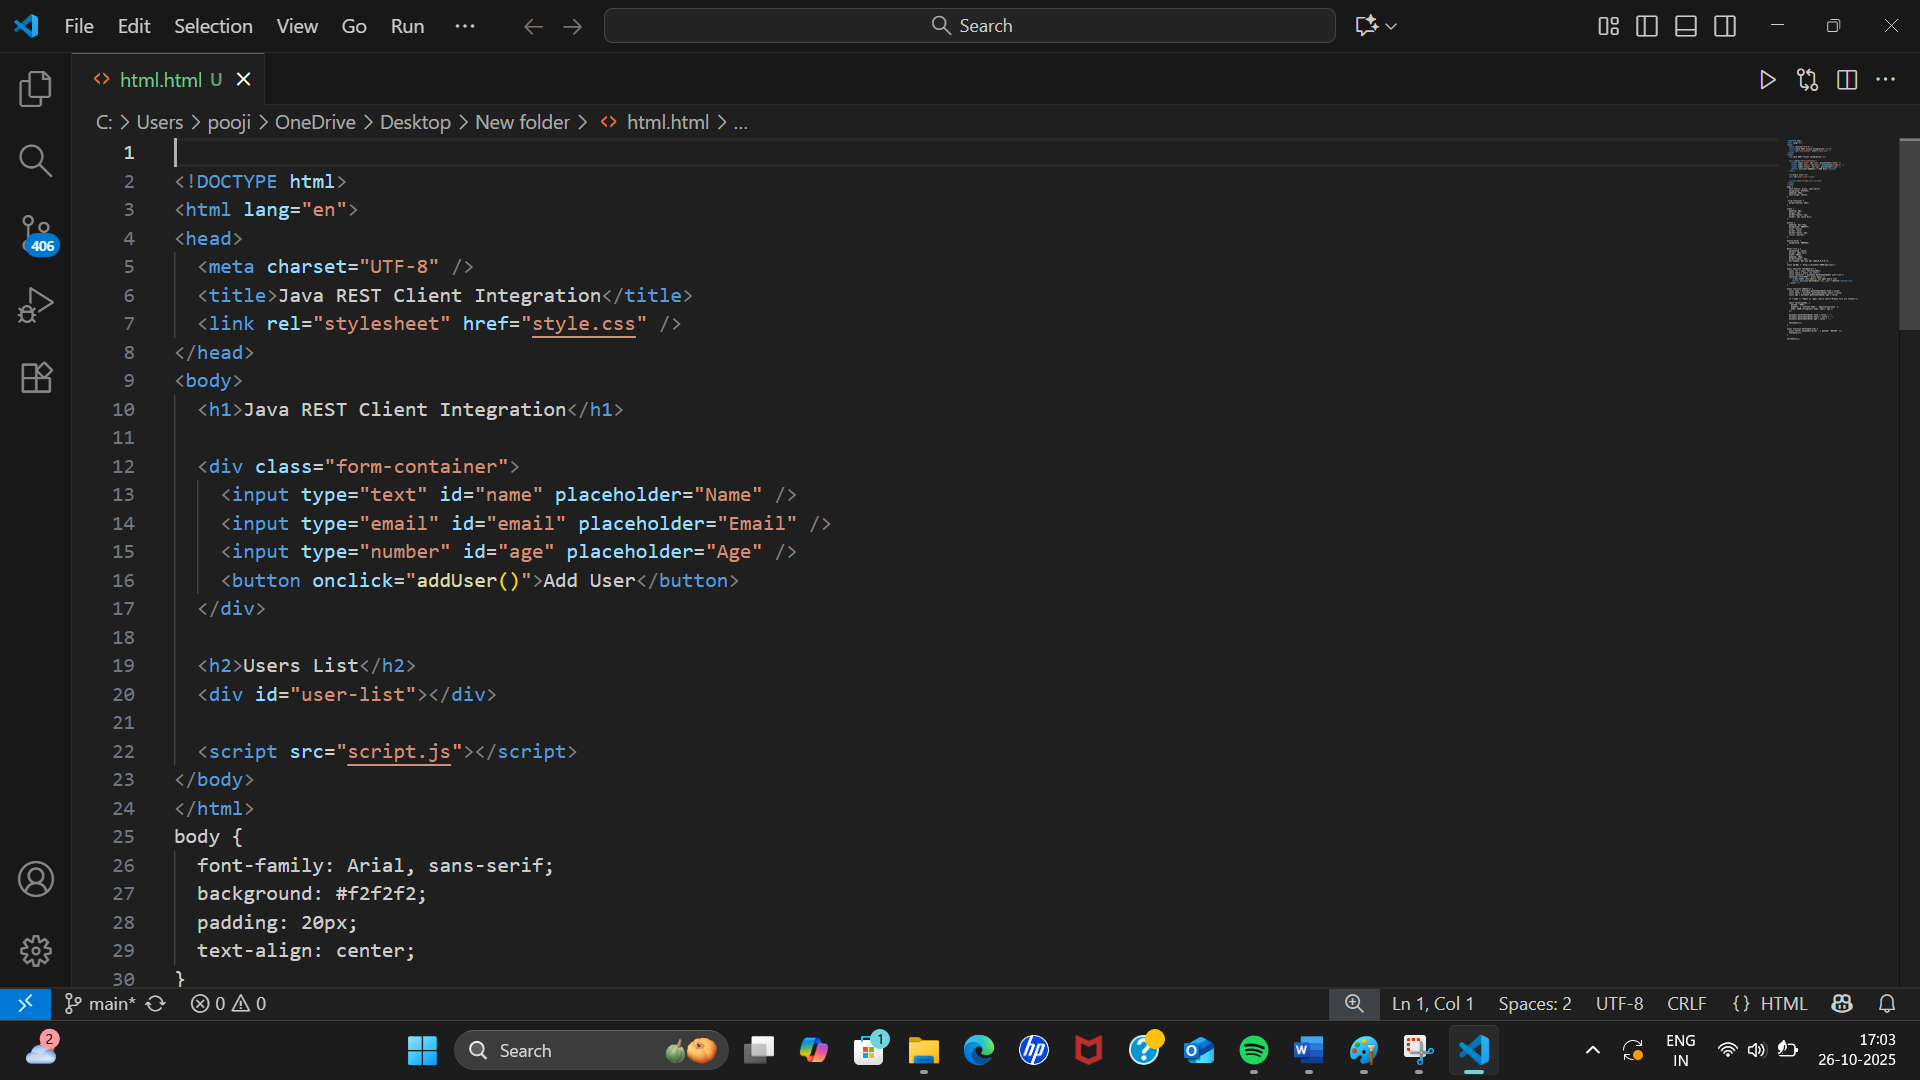 File Edit Selection View Go Run ... Search
html.html U
C: > Users > pooji > OneDrive > Desktop > New folder > html.html > ...
1
2 <!DOCTYPE html>
3 <html lang="en">
4 <head>
5 <meta charset="UTF-8" />
6 <title>Java REST Client Integration</title>
7 <link rel="stylesheet" href="style.css" />
8 </head>
9 <body>
10 <h1>Java REST Client Integration</h1>
11
12 <div class="form-container">
13 <input type="text" id="name" placeholder="Name" />
14 <input type="email" id="email" placeholder="Email" />
15 <input type="number" id="age" placeholder="Age" />
16 <button onclick="addUser()">Add User</button>
17 </div>
18
19 <h2>Users List</h2>
20 <div id="user-list"></div>
21
22 <script src="script.js"></script>
23 </body>
24 </html>
25 body {
26 font-family: Arial, sans-serif;
27 background: #f2f2f2;
28 padding: 20px;
29 text-align: center;
30 }
406
main* 0 0 Ln 1, Col 1 Spaces: 2 UTF-8 CRLF {} HTML
2 Search 1 hp ENG IN 17:03
26-10-2025